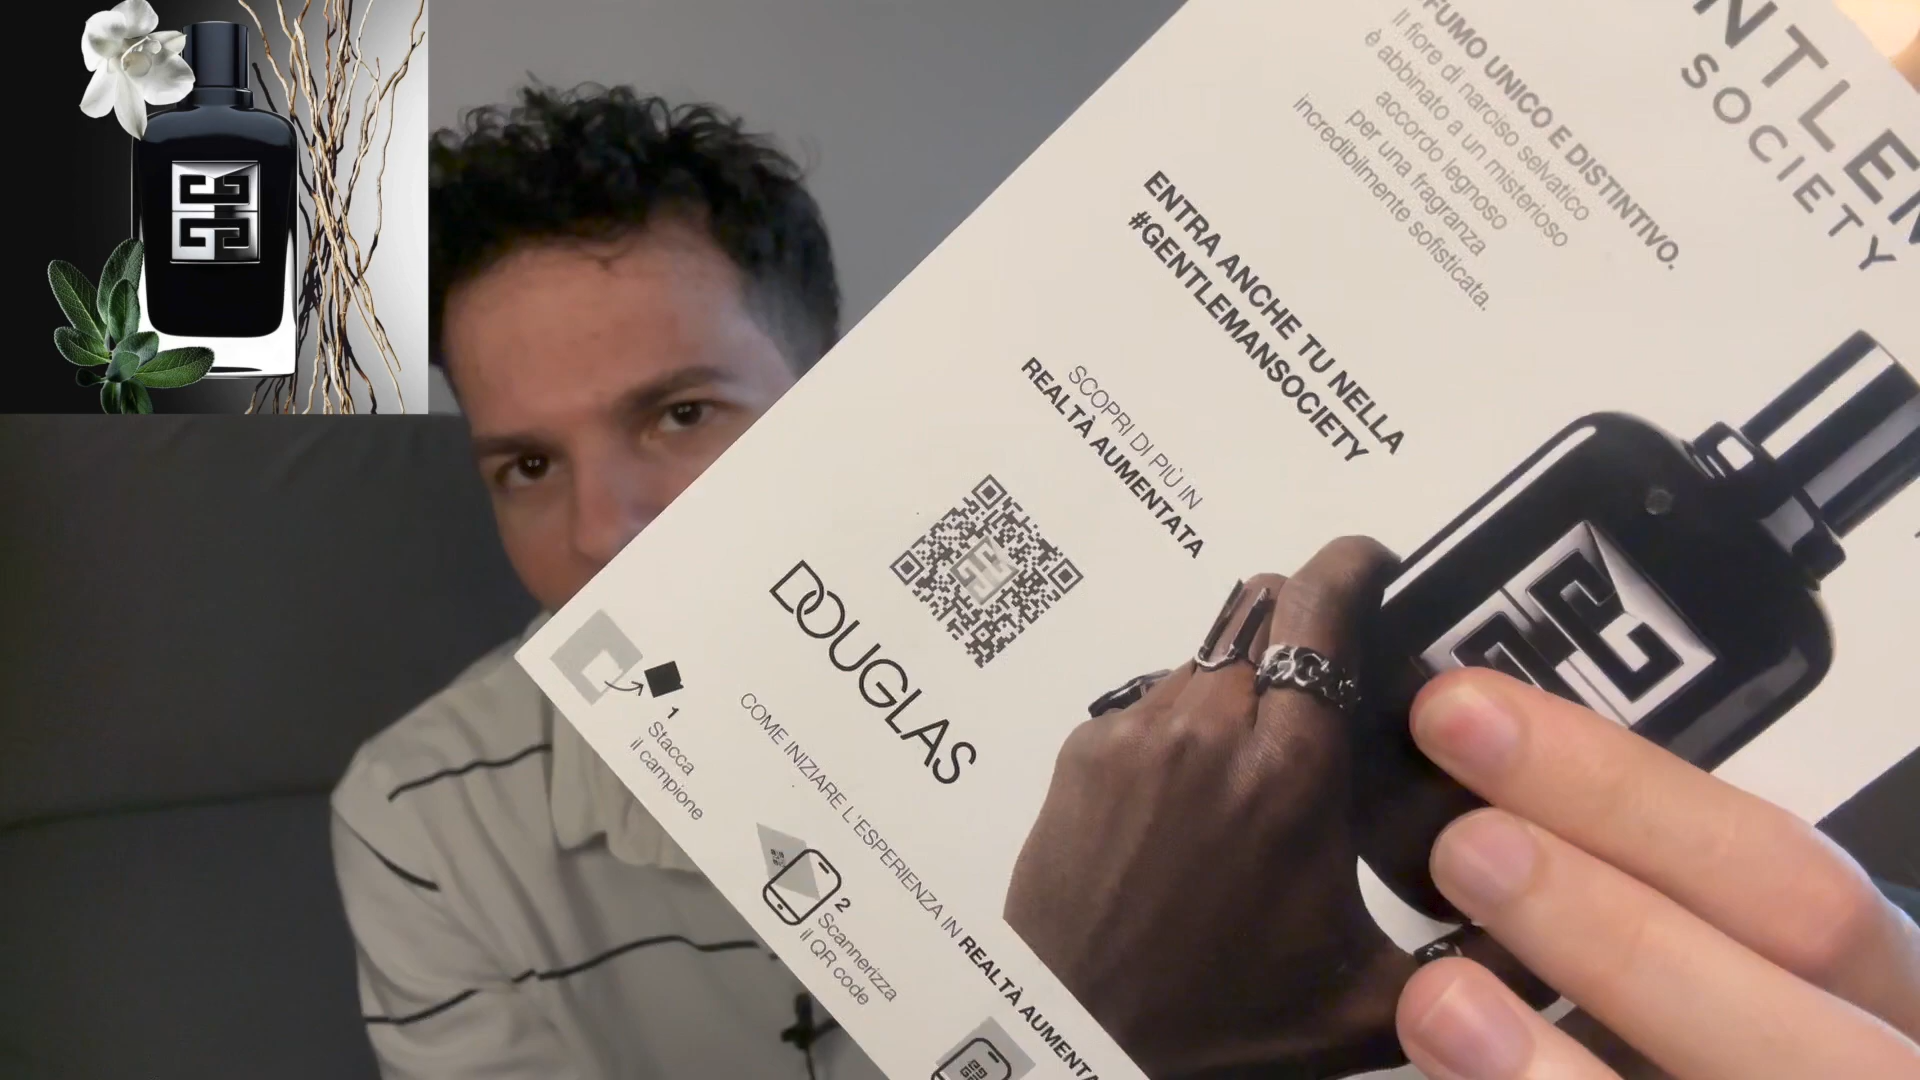 SOCIETY
UNICO E DISTINTIVO.
Il fiore di narciso selvatico
è abbinato a un misterioso
accordo legnoso
per una fragranza
incredibilmente sofisticata.
ENTRA ANCHE TU NELLA
#GENTLEMANSOCIETY
SCOPRI DI PIÙ IN
REALTÀ AUMENTATA
DOUGLAS
COME INIZIARE L'ESPERIENZA IN REALTÀ AUMENTA
1
Stacca
il campione
2
Scannerizza
il QR code